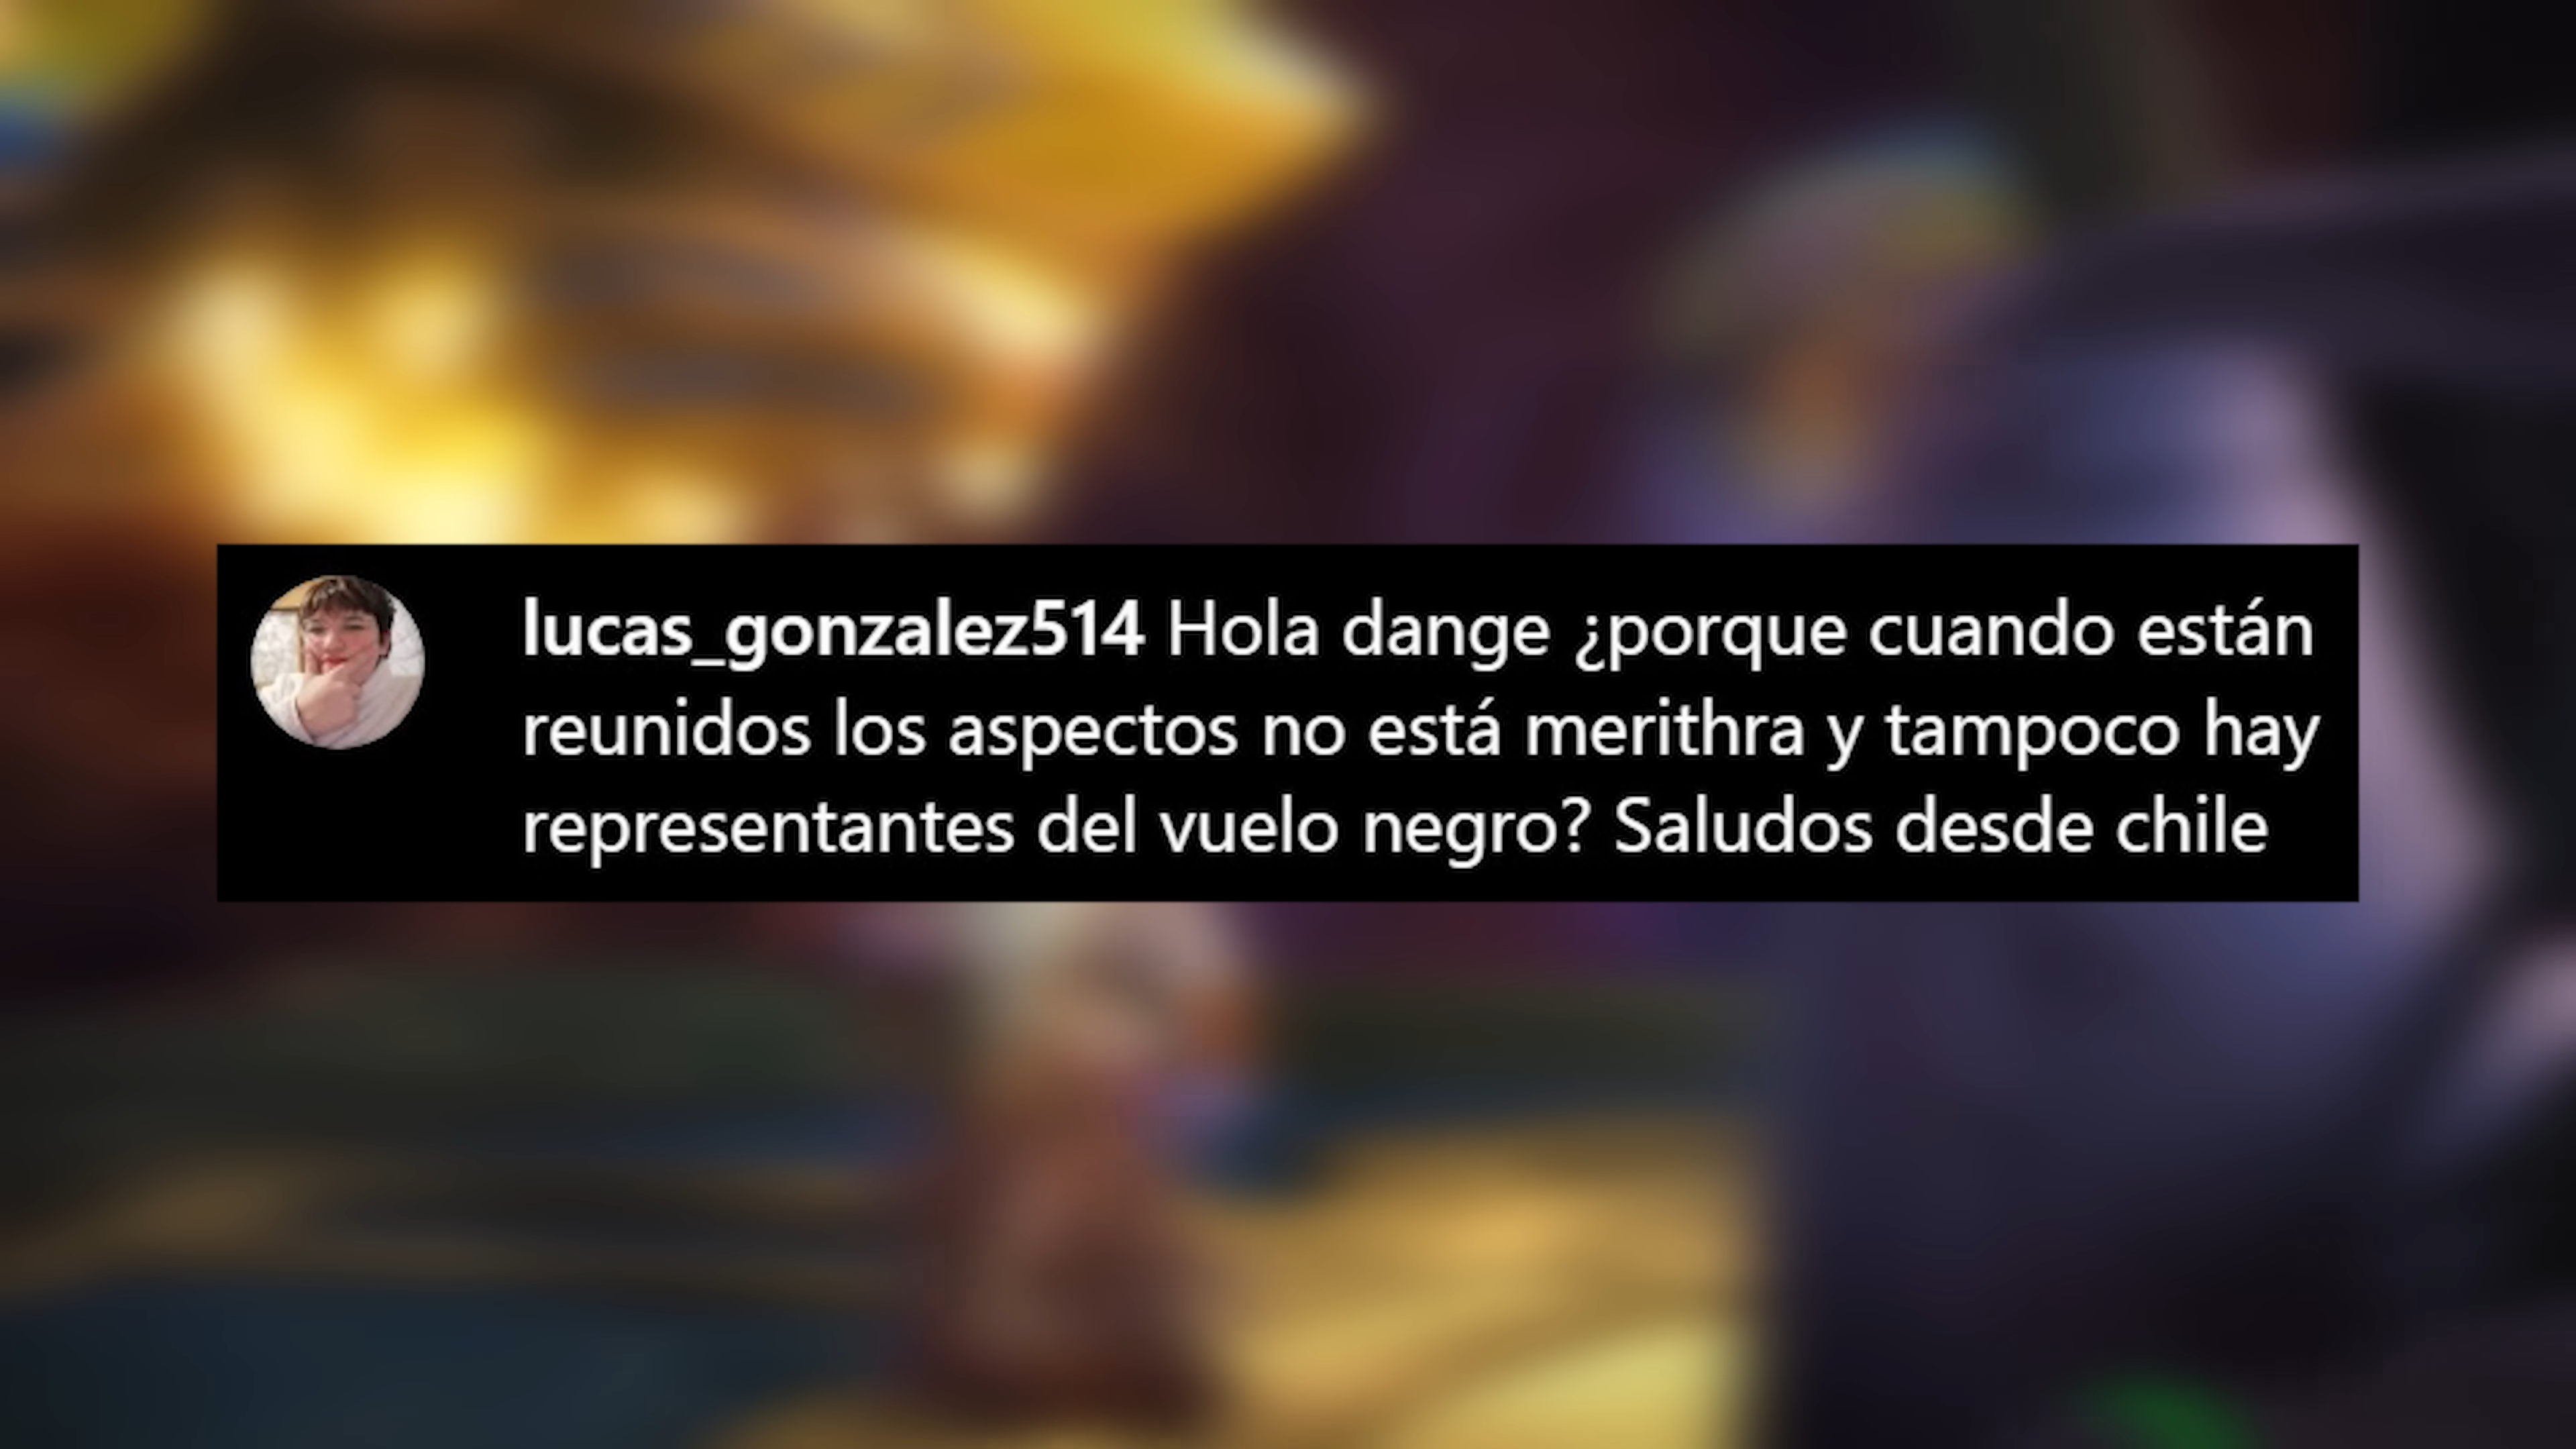 lucas_gonzalez514 Hola dange ¿porque cuando están
reunidos los aspectos no está merithra y tampoco hay
representantes del vuelo negro? Saludos desde chile